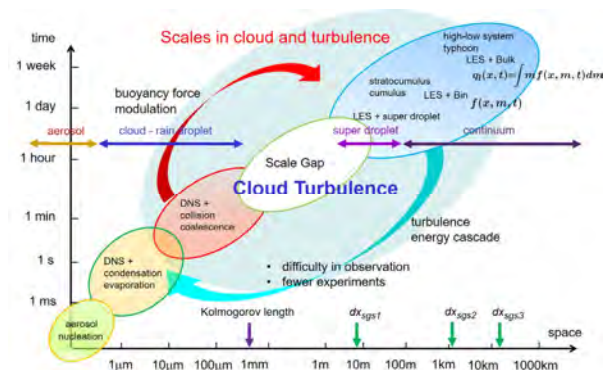 time
Scales in cloud and turbulence
high-low system
typhoon
1 week
LES + Bulk
q_l(x, t)=∫mf(x, m, t)dm
buoyancy force
modulation
stratocumulus
cumulus
LES + Bin
f(x, m, t)
1 day
LES + super droplet
aerosol
cloud - rain droplet
super droplet
continuum
1 hour
Scale Gap
Cloud Turbulence
DNS +
collision
coalescence
1 min
turbulence
energy cascade
1 s
DNS +
condensation
evaporation
• difficulty in observation
• fewer experiments
1 ms
aerosol
nucleation
Kolmogorov length
dx_sgs1
dx_sgs2
dx_sgs3
space
1μm 10μm 100μm 1mm 1m 10m 100m 1km 10km 1000km